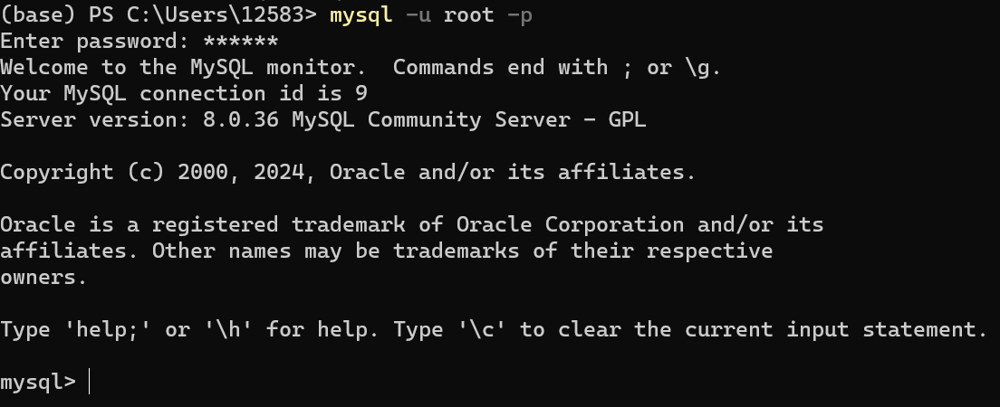 (base) PS C:\Users\12583> mysql -u root -p
Enter password: ******
Welcome to the MySQL monitor.  Commands end with ; or \g.
Your MySQL connection id is 9
Server version: 8.0.36 MySQL Community Server - GPL

Copyright (c) 2000, 2024, Oracle and/or its affiliates.

Oracle is a registered trademark of Oracle Corporation and/or its
affiliates. Other names may be trademarks of their respective
owners.

Type 'help;' or '\h' for help. Type '\c' to clear the current input statement.

mysql>